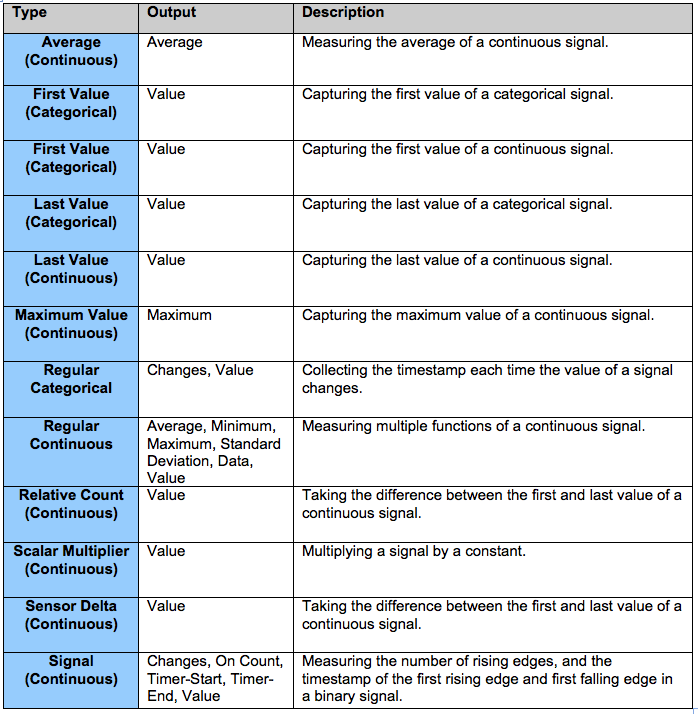 Type Output Description
Average Average Measuring the average of a continuous signal.
(Continuous)
First Value Value Capturing the first value of a categorical signal.
(Categorical)
First Value Value Capturing the first value of a continuous signal.
(Categorical)
Last Value Value Capturing the last value of a categorical signal.
(Categorical)
Last Value Value Capturing the last value of a continuous signal.
(Continuous)
Maximum Value Maximum Capturing the maximum value of a continuous signal.
(Continuous)
Regular Changes, Value Collecting the timestamp each time the value of a signal
Categorical changes.
Regular Average, Minimum, Measuring multiple functions of a continuous signal.
Continuous Maximum, Standard
Deviation, Data,
Value
Relative Count Value Taking the difference between the first and last value of a
(Continuous) continuous signal.
Scalar Multiplier Value Multiplying a signal by a constant.
(Continuous)
Sensor Delta Value Taking the difference between the first and last value of a
(Continuous) continuous signal.
Signal Changes, On Count, Measuring the number of rising edges, and the
(Continuous) Timer-Start, Timer- timestamp of the first rising edge and first falling edge in
End, Value a binary signal.